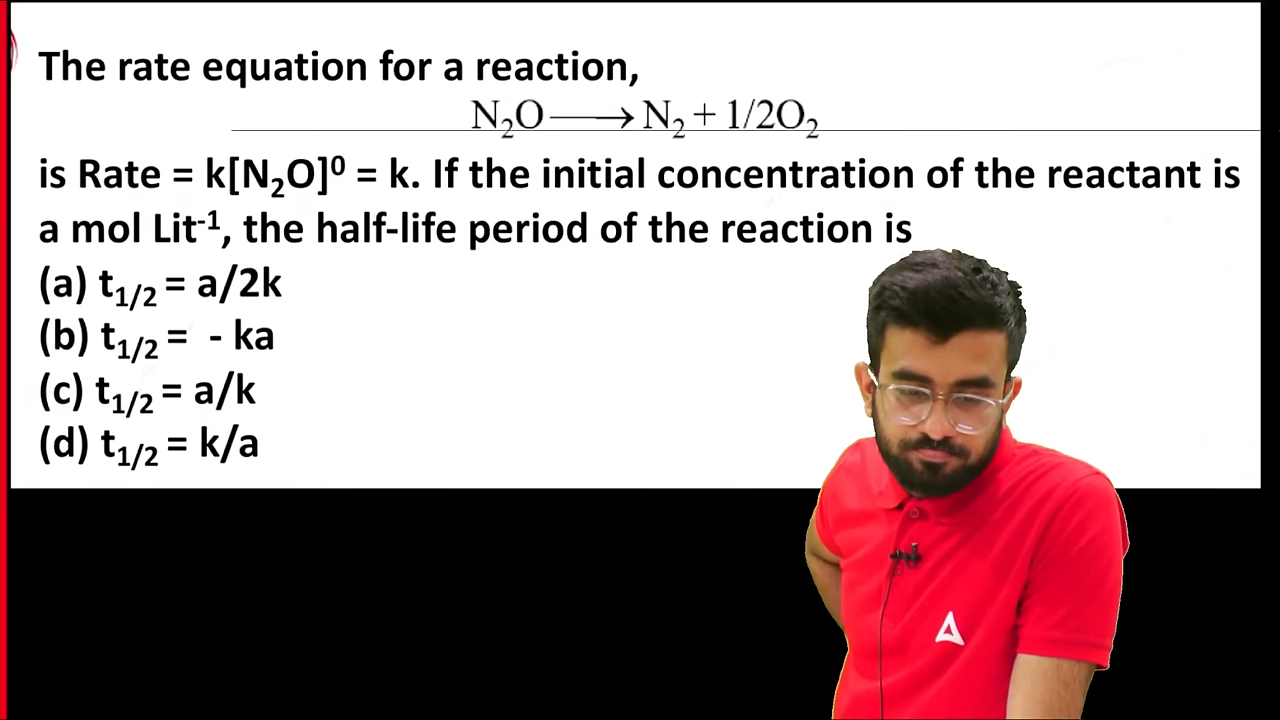 The rate equation for a reaction,
N₂O ⟶ N₂ + 1/2O₂
is Rate = k[N₂O]⁰ = k. If the initial concentration of the reactant is
a mol Lit⁻¹, the half-life period of the reaction is
(a) t₁/₂ = a/2k
(b) t₁/₂ = - ka
(c) t₁/₂ = a/k
(d) t₁/₂ = k/a